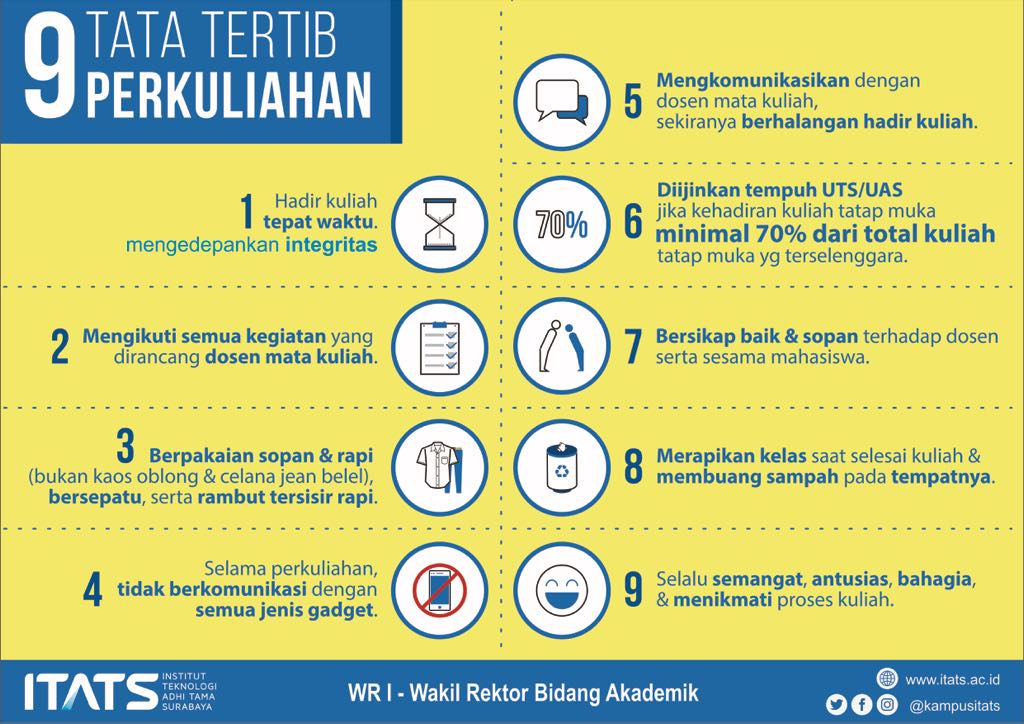 9 TATA TERTIB
PERKULIAHAN
1 Hadir kuliah
tepat waktu.
mengedepankan integritas
2 Mengikuti semua kegiatan yang
dirancang dosen mata kuliah.
3 Berpakaian sopan & rapi
(bukan kaos oblong & celana jean belel),
bersepatu, serta rambut tersisir rapi.
4 Selama perkuliahan,
tidak berkomunikasi dengan
semua jenis gadget.
5 Mengkomunikasikan dengan
dosen mata kuliah,
sekiranya berhalangan hadir kuliah.
70%
6 Diijinkan tempuh UTS/UAS
jika kehadiran kuliah tatap muka
minimal 70% dari total kuliah
tatap muka yg terselenggara.
7 Bersikap baik & sopan terhadap dosen
serta sesama mahasiswa.
8 Merapikan kelas saat selesai kuliah &
membuang sampah pada tempatnya.
9 Selalu semangat, antusias, bahagia,
& menikmati proses kuliah.
ITATS
INSTITUT
TEKNOLOGI
ADHI TAMA
SURABAYA
WR I - Wakil Rektor Bidang Akademik
www.itats.ac.id
@kampusitats